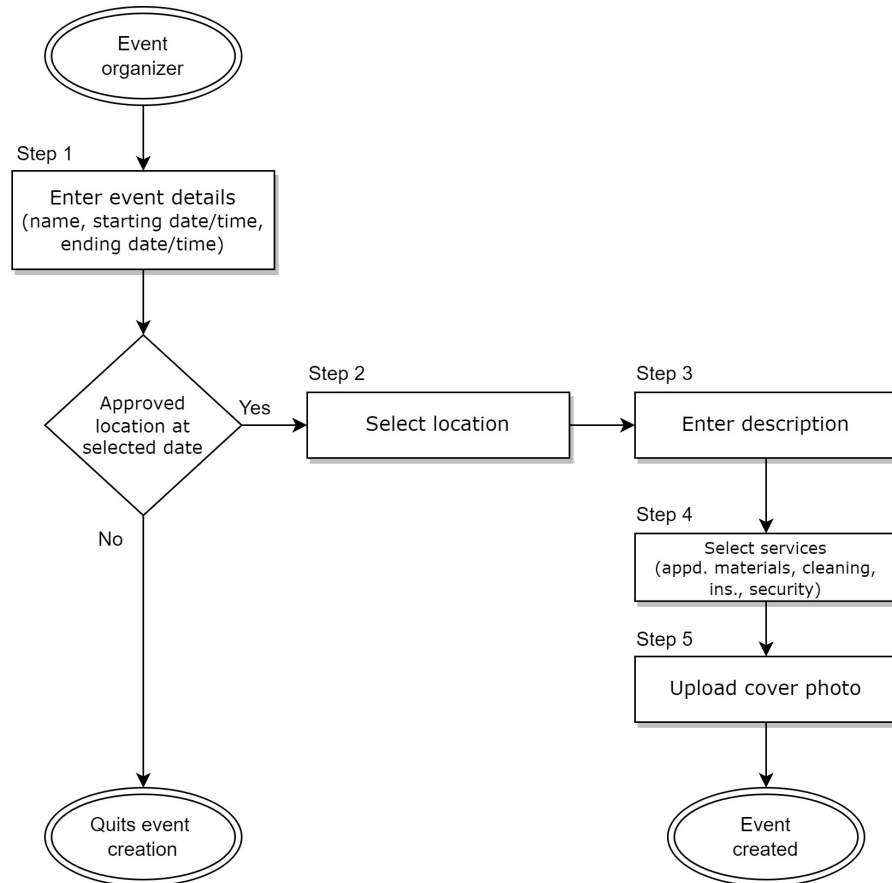 Event
organizer
Step 1
Enter event details
(name, starting date/time,
ending date/time)
Approved
location at
selected date
Yes
No
Step 2
Select location
Step 3
Enter description
Step 4
Select services
(appd. materials, cleaning,
ins., security)
Step 5
Upload cover photo
Quits event
creation
Event
created